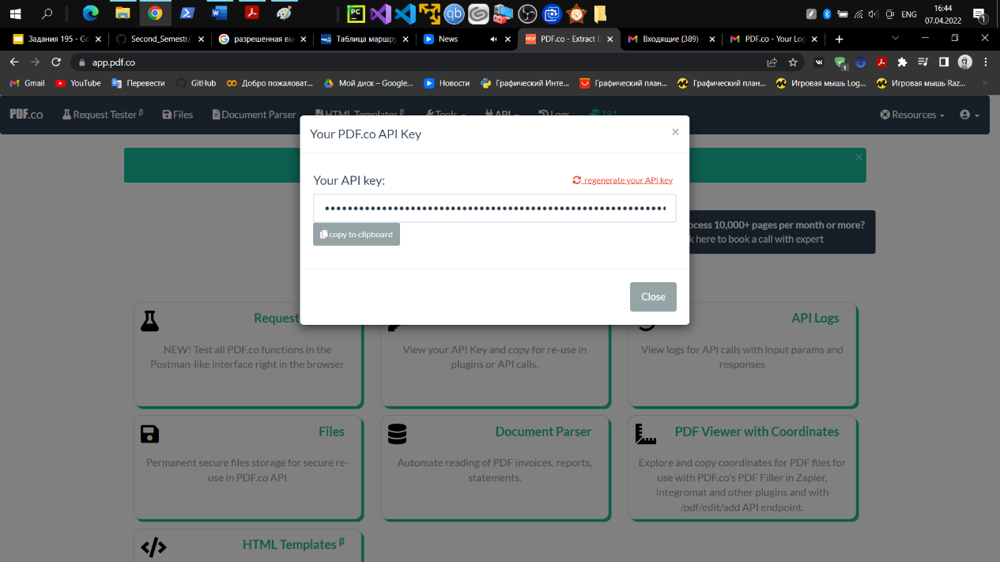 PC
qb
ENG
16:44
07.04.2022
1
Задания 195 - Go
Second_Semestr/
разрешенная вы
Таблица маршру
News
PDF.co - Extract D
Входящие (389) -
PDF.co - Your Log
app.pdf.co
Gmail
YouTube
Перевести
GitHub
Добро пожаловат...
Мой диск – Google...
Новости
Графический Инте...
Графический план...
Графический план...
Игровая мышь Log...
Игровая мышь Raz...
PDF.co
Request Tester β
Files
Document Parser
HTML Templates β
Tools
API
Logs
191
Resources
Your PDF.co API Key
Your API key:
regenerate your API key
copy to clipboard
ocess 10,000+ pages per month or more?
k here to book a call with expert
Close
Request
NEW! Test all PDF.co functions in the
Postman-like interface right in the browser
View your API Key and copy for re-use in
plugins or API calls.
API Logs
View logs for API calls with input params and
responses
Files
Permanent secure files storage for secure re-
use in PDF.co API
Document Parser
Automate reading of PDF invoices, reports,
statements.
PDF Viewer with Coordinates
Explore and copy coordinates for PDF files for
use with PDF.co's PDF Filler in Zapier,
Integromat and other plugins and with
/pdf/edit/add API endpoint.
HTML Templates β